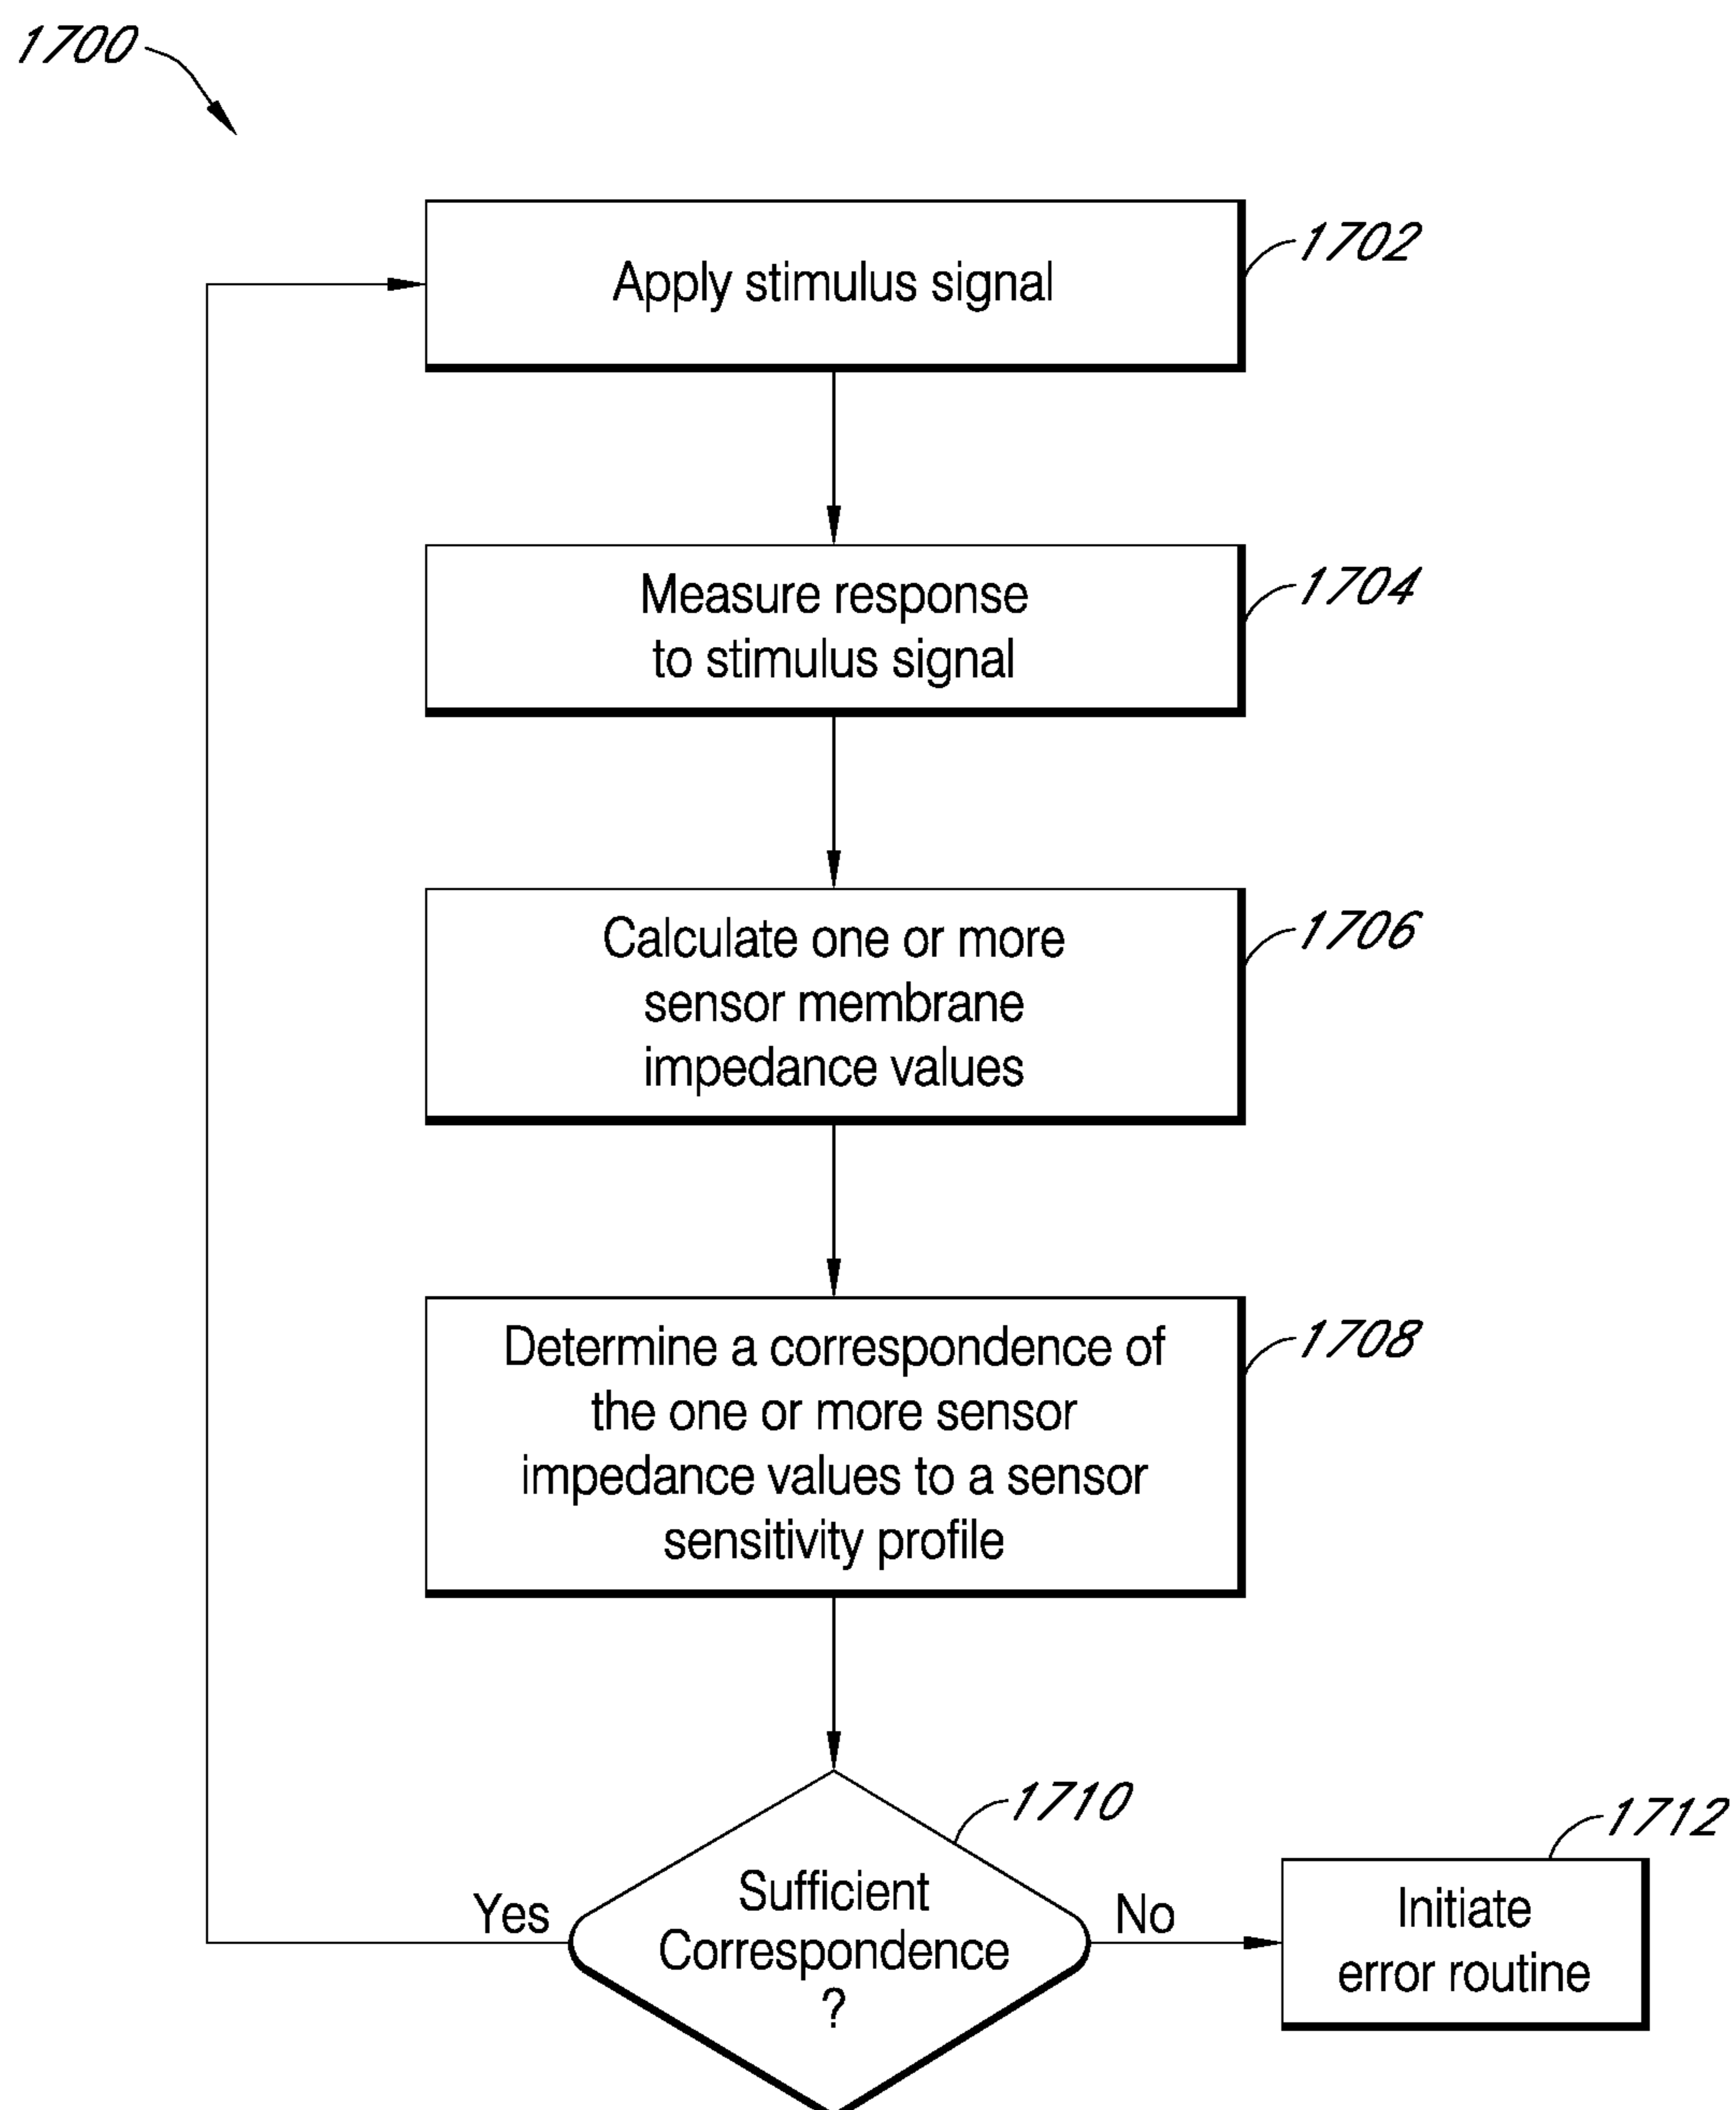 1700
Apply stimulus signal
1702
Measure response
to stimulus signal
1704
Calculate one or more
sensor membrane
impedance values
1706
Determine a correspondence of
the one or more sensor
impedance values to a sensor
sensitivity profile
1708
1710
Sufficient
Correspondence
?
Yes
No
1712
Initiate
error routine